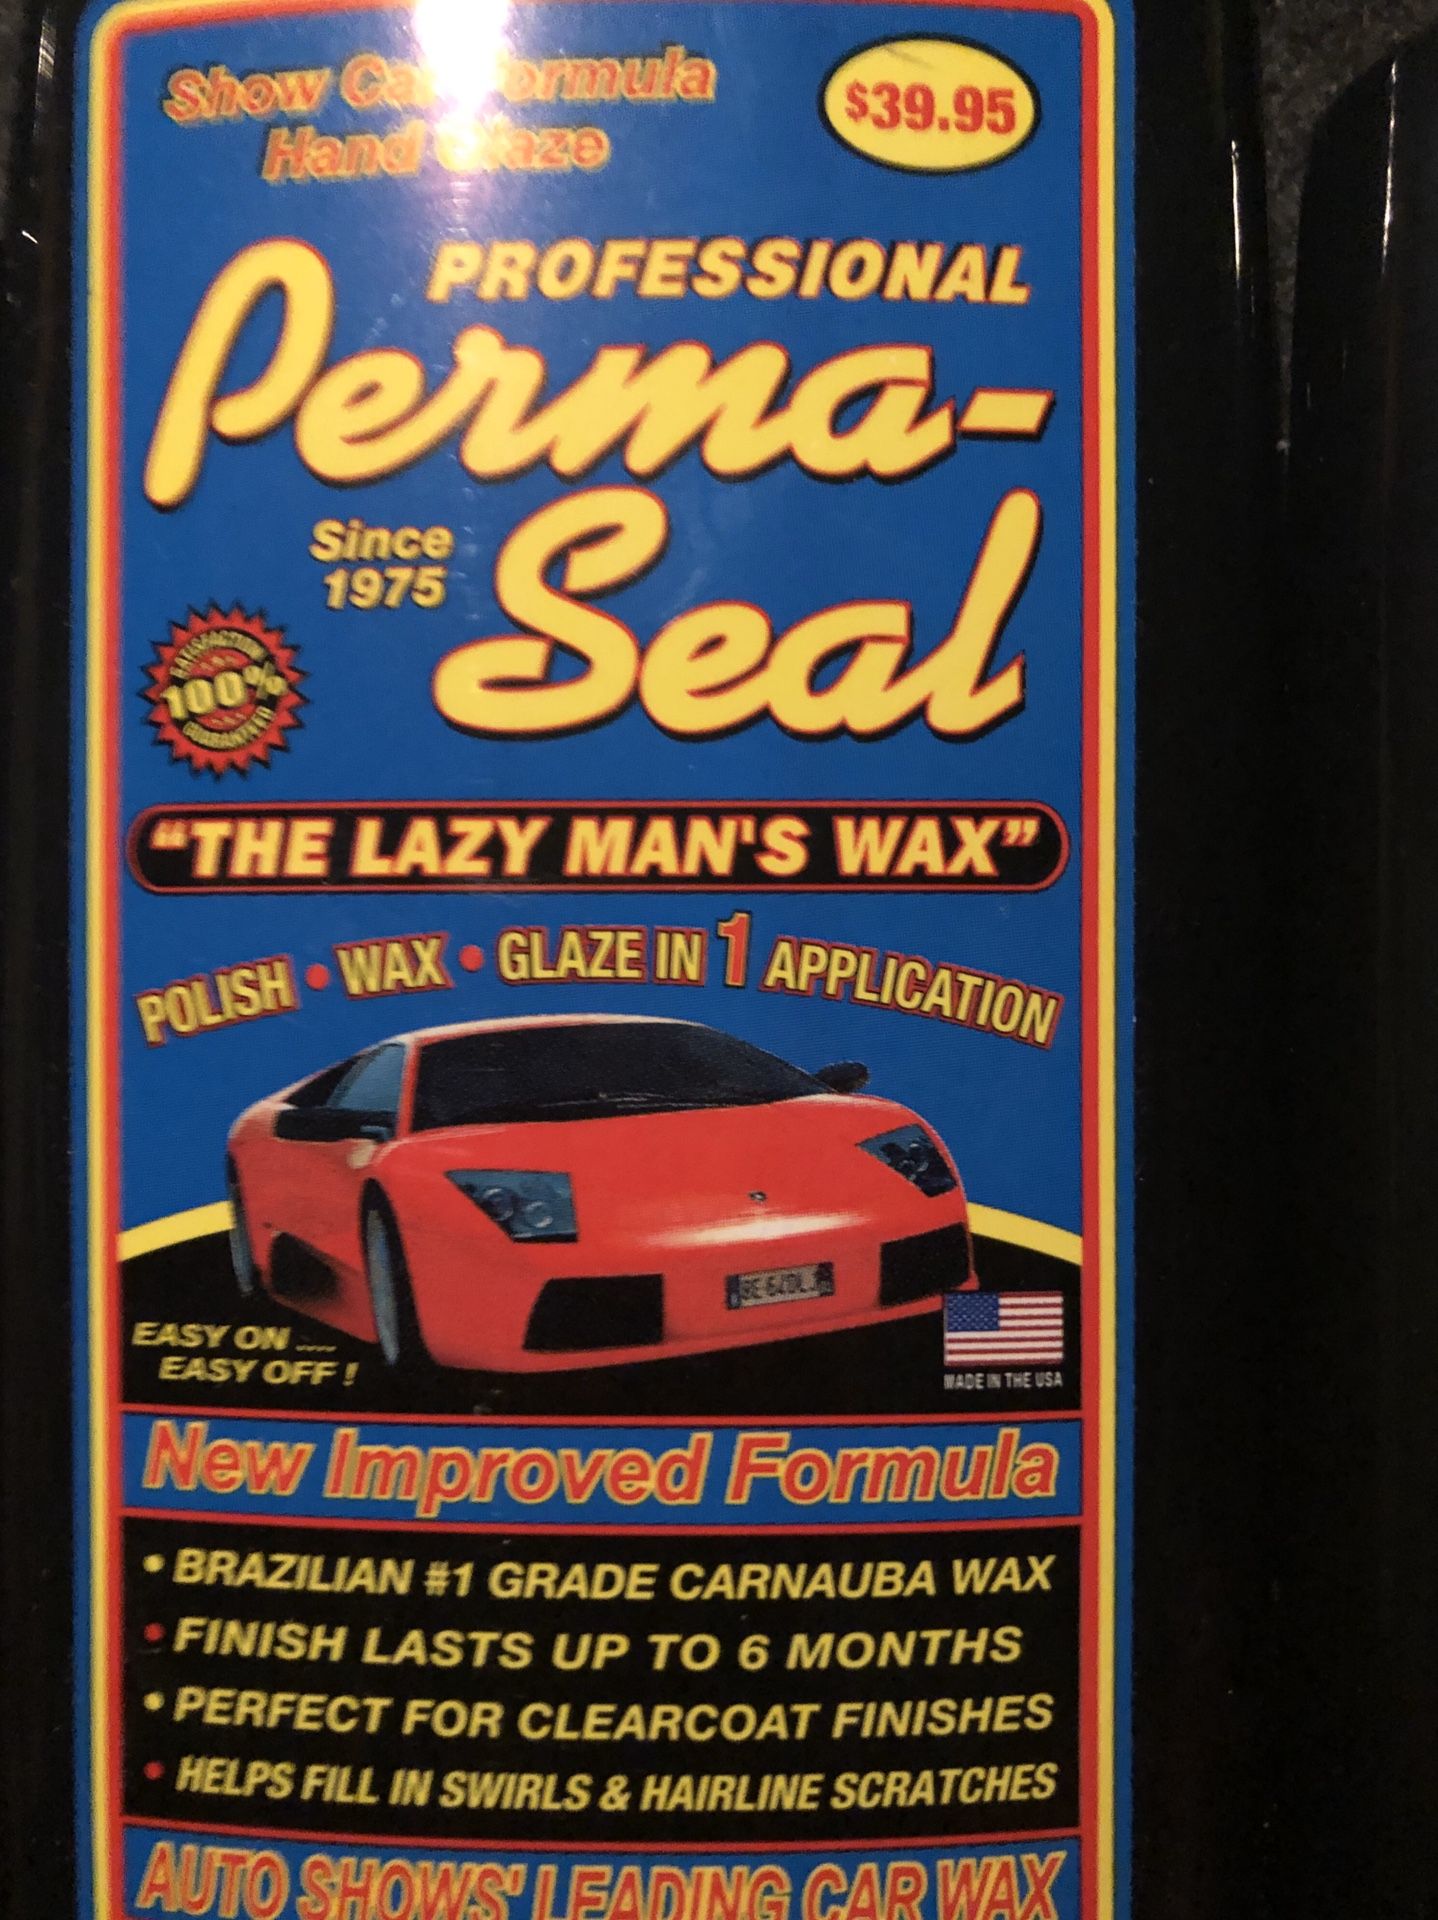 Show Car Formula
Hand Glaze
$39.95
PROFESSIONAL
Perma-
Seal
Since
1975
SATISFACTION
100%
GUARANTEED
"THE LAZY MAN'S WAX"
POLISH • WAX • GLAZE IN 1 APPLICATION
EASY ON ....
EASY OFF !
MADE IN THE USA
New Improved Formula
• BRAZILIAN #1 GRADE CARNAUBA WAX
• FINISH LASTS UP TO 6 MONTHS
• PERFECT FOR CLEARCOAT FINISHES
• HELPS FILL IN SWIRLS & HAIRLINE SCRATCHES
AUTO SHOWS' LEADING CAR WAX